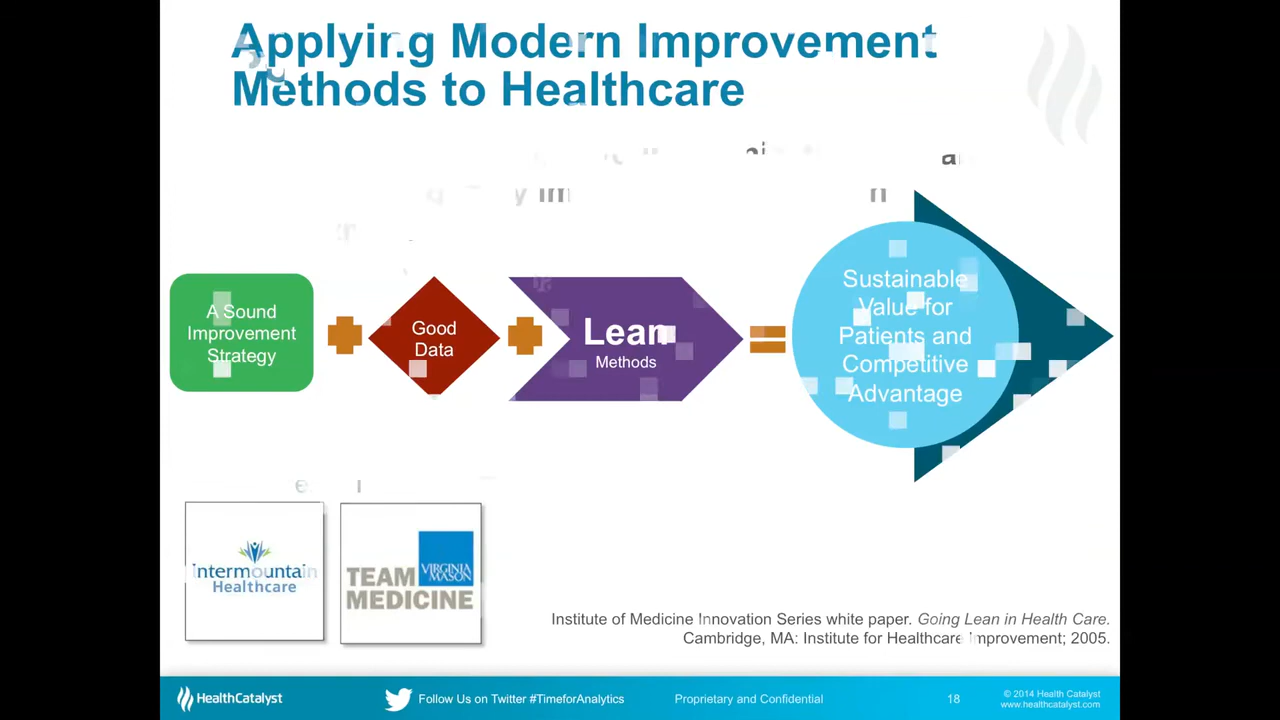 Applying Modern Improvement
Methods to Healthcare
A Sound
Improvement
Strategy
Good
Data
Lean
Methods
Sustainable
Value for
Patients and
Competitive
Advantage
Intermountain
Healthcare
TEAM
MEDICINE
VIRGINIA
MASON
Institute of Medicine Innovation Series white paper. Going Lean in Health Care.
Cambridge, MA: Institute for Healthcare Improvement; 2005.
HealthCatalyst
Follow Us on Twitter #TimeforAnalytics
Proprietary and Confidential
18
© 2014 Health Catalyst
www.healthcatalyst.com